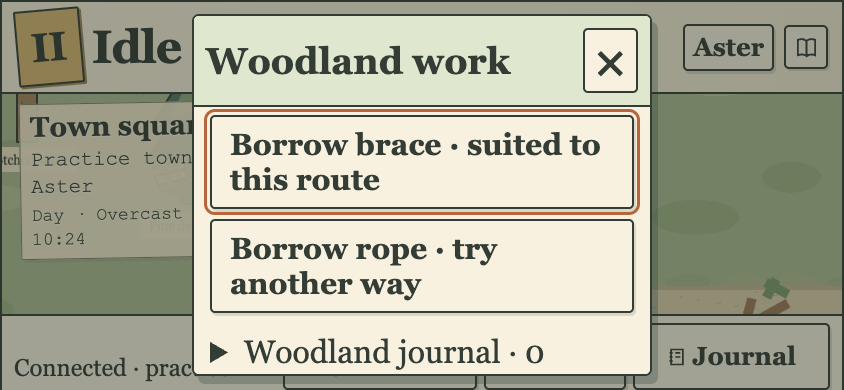 II Idle
Aster
Woodland work
Borrow brace · suited to
this route
Borrow rope · try
another way
▶ Woodland journal · 0
Town squar
Practice town
Aster
Day · Overcast
10:24
Connected · prac
Journal